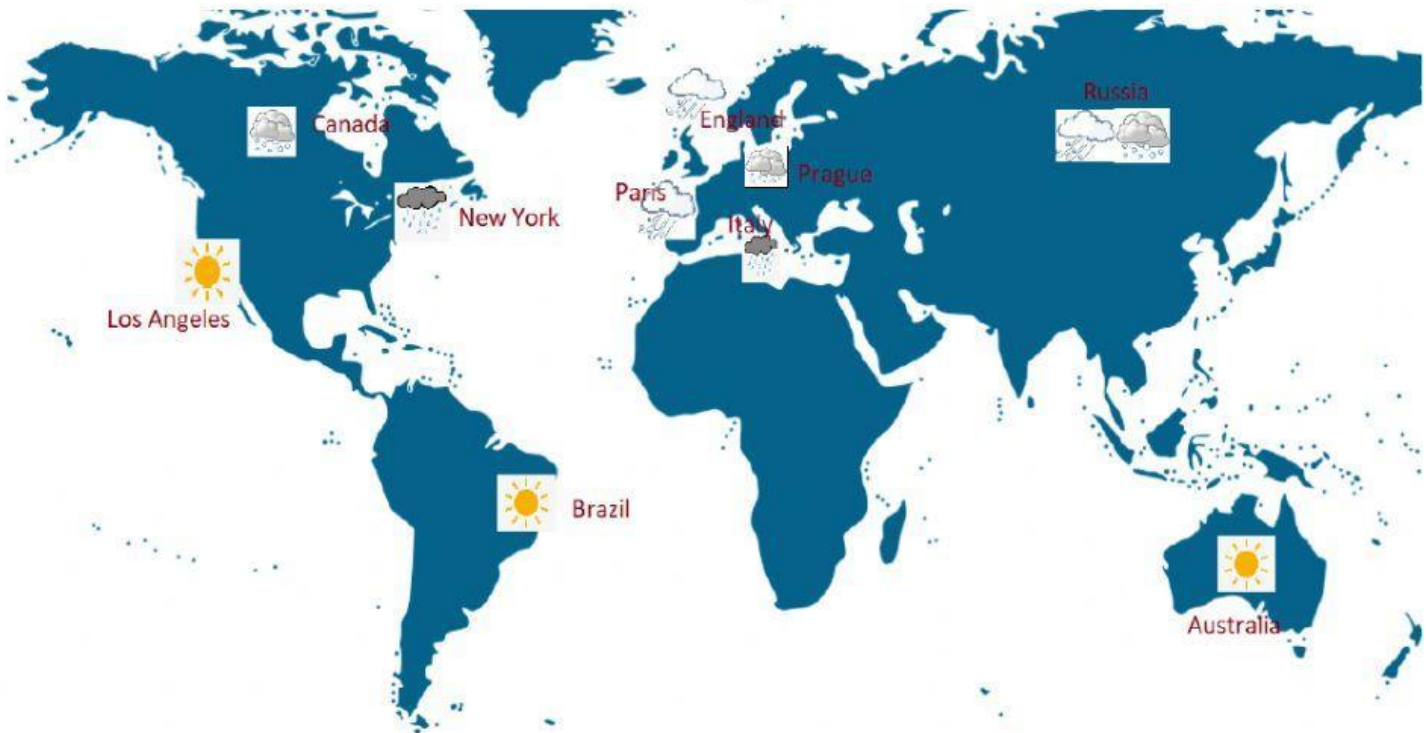 Russia
England
Canada
Prague
Paris
New York
Italy
Los Angeles
Brazil
Australia